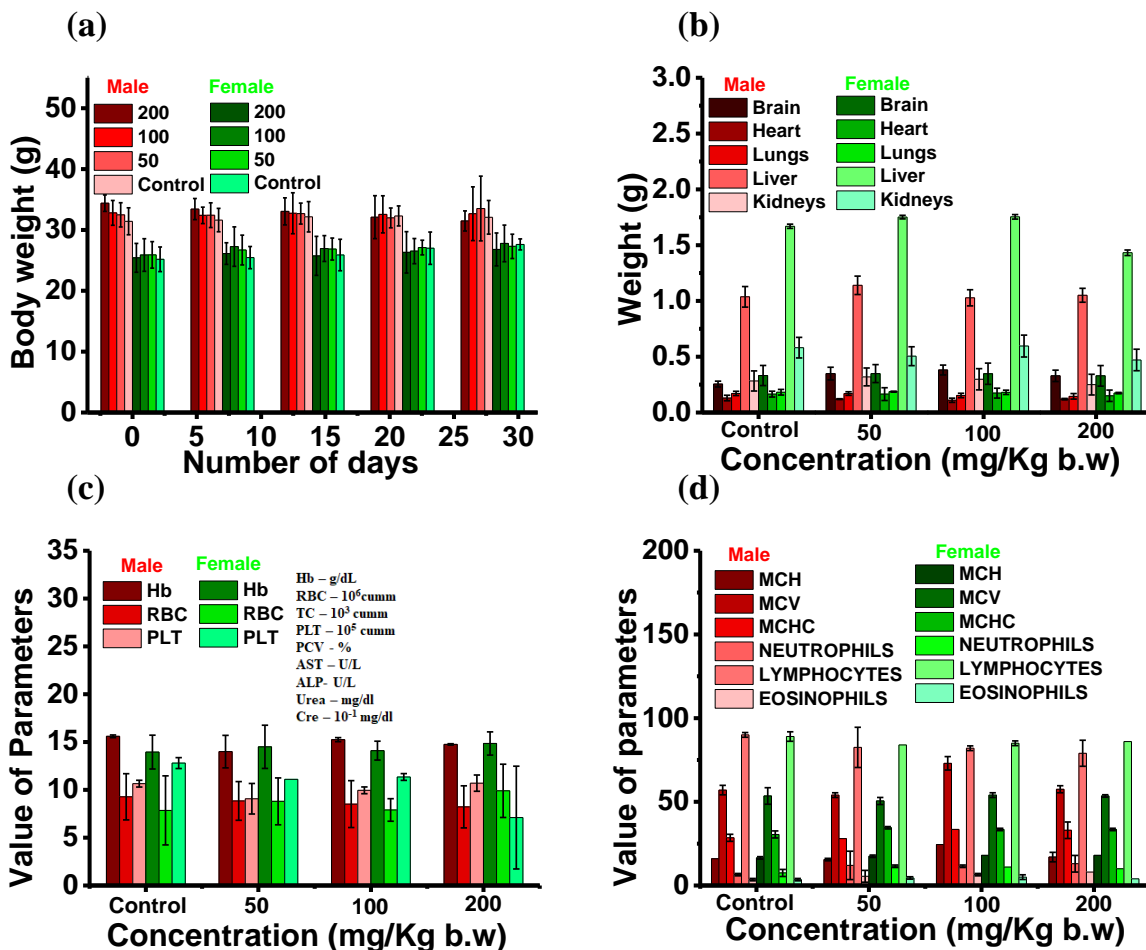 (a)
Male Female
200 200
100 100
50 50
Control Control
Body weight (g)
50
40
30
20
10
0
0 5 10 15 20 25 30
Number of days
(b)
Male Female
Brain Brain
Heart Heart
Lungs Lungs
Liver Liver
Kidneys Kidneys
Weight (g)
3.0
2.5
2.0
1.5
1.0
0.5
0.0
Control 50 100 200
Concentration (mg/Kg b.w)
(c)
Male Female
Hb Hb
RBC RBC
PLT PLT
Hb – g/dL
RBC – 10⁶cumm
TC – 10³ cumm
PLT – 10⁵ cumm
PCV - %
AST – U/L
ALP- U/L
Urea – mg/dl
Cre – 10⁻¹ mg/dl
Value of Parameters
35
30
25
20
15
10
5
0
Control 50 100 200
Concentration (mg/Kg b.w)
(d)
Male Female
MCH MCH
MCV MCV
MCHC MCHC
NEUTROPHILS NEUTROPHILS
LYMPHOCYTES LYMPHOCYTES
EOSINOPHILS EOSINOPHILS
Value of parameters
200
150
100
50
0
Control 50 100 200
Concentration (mg/Kg b.w)